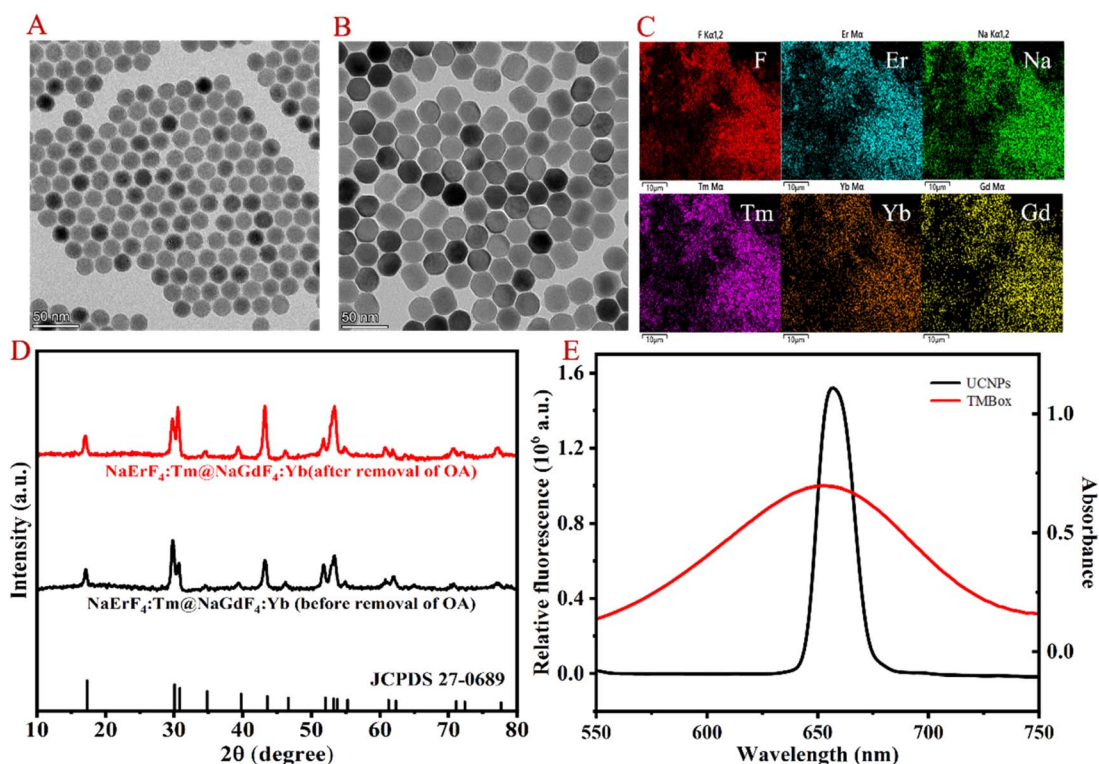 A
50 nm
B
50 nm
C
F Kα1,2
Er Mα
Na Kα1,2
F
Er
Na
10µm
10µm
10µm
Tm Mα
Yb Mα
Gd Mα
Tm
Yb
Gd
10µm
10µm
10µm
D
Intensity (a.u.)
NaErF₄:Tm@NaGdF₄:Yb(after removal of OA)
NaErF₄:Tm@NaGdF₄:Yb (before removal of OA)
JCPDS 27-0689
10 20 30 40 50 60 70 80
2θ (degree)
E
Relative fluorescence (10⁶ a.u.)
1.6
1.2
0.8
0.4
0.0
UCNPs
TMBox
1.0
0.5
0.0
Absorbance
550 600 650 700 750
Wavelength (nm)